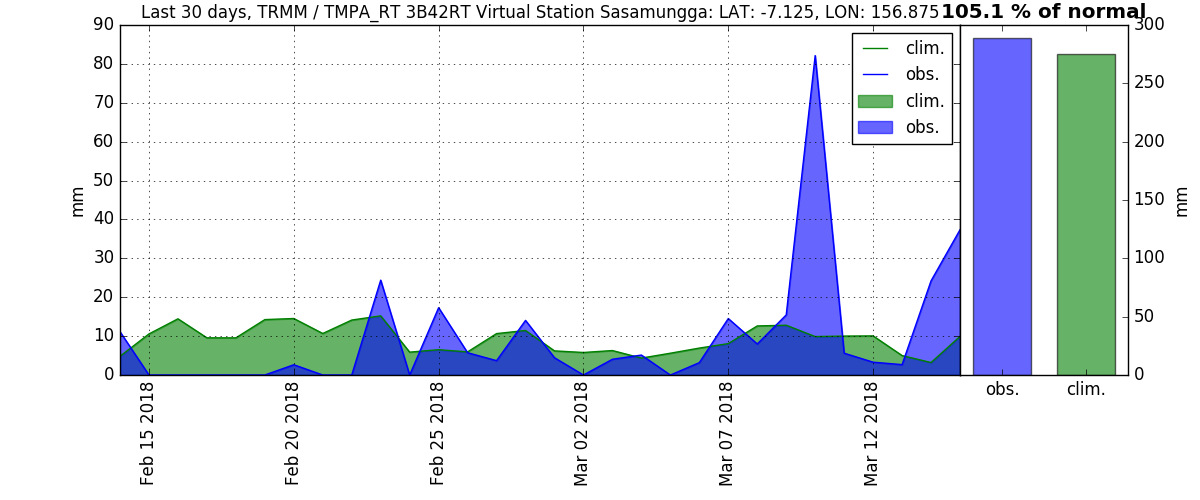 Last 30 days, TRMM / TMPA_RT 3B42RT Virtual Station Sasamungga: LAT: -7.125, LON: 156.875
105.1 % of normal
90
80
70
60
50
40
30
20
10
0
mm
clim.
obs.
clim.
obs.
Feb 15 2018
Feb 20 2018
Feb 25 2018
Mar 02 2018
Mar 07 2018
Mar 12 2018
300
250
200
150
100
50
0
mm
obs.
clim.